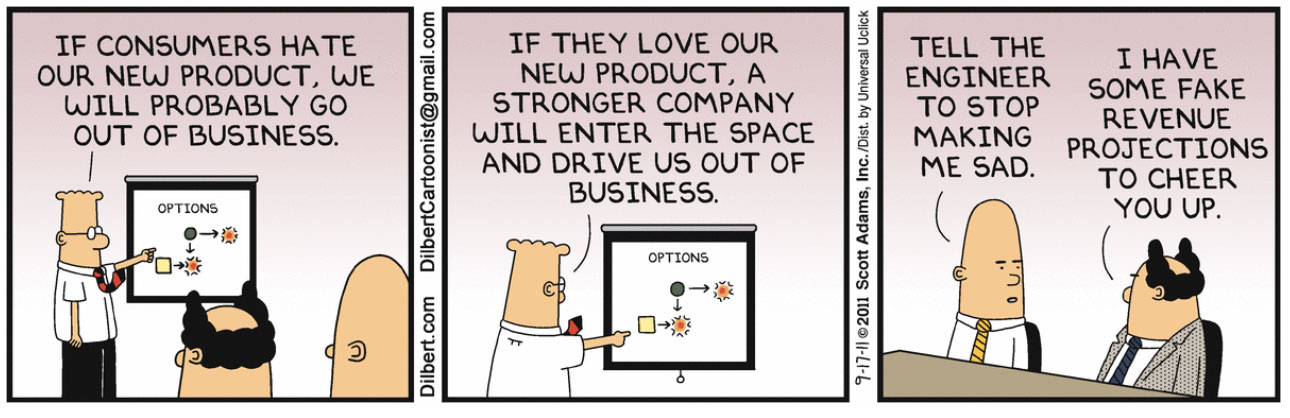 IF CONSUMERS HATE
OUR NEW PRODUCT, WE
WILL PROBABLY GO
OUT OF BUSINESS.
OPTIONS
Dilbert.com DilbertCartoonist@gmail.com
IF THEY LOVE OUR
NEW PRODUCT, A
STRONGER COMPANY
WILL ENTER THE SPACE
AND DRIVE US OUT OF
BUSINESS.
OPTIONS
9-17-11 © 2011 Scott Adams, Inc./Dist. by Universal Uclick
TELL THE
ENGINEER
TO STOP
MAKING
ME SAD.
I HAVE
SOME FAKE
REVENUE
PROJECTIONS
TO CHEER
YOU UP.